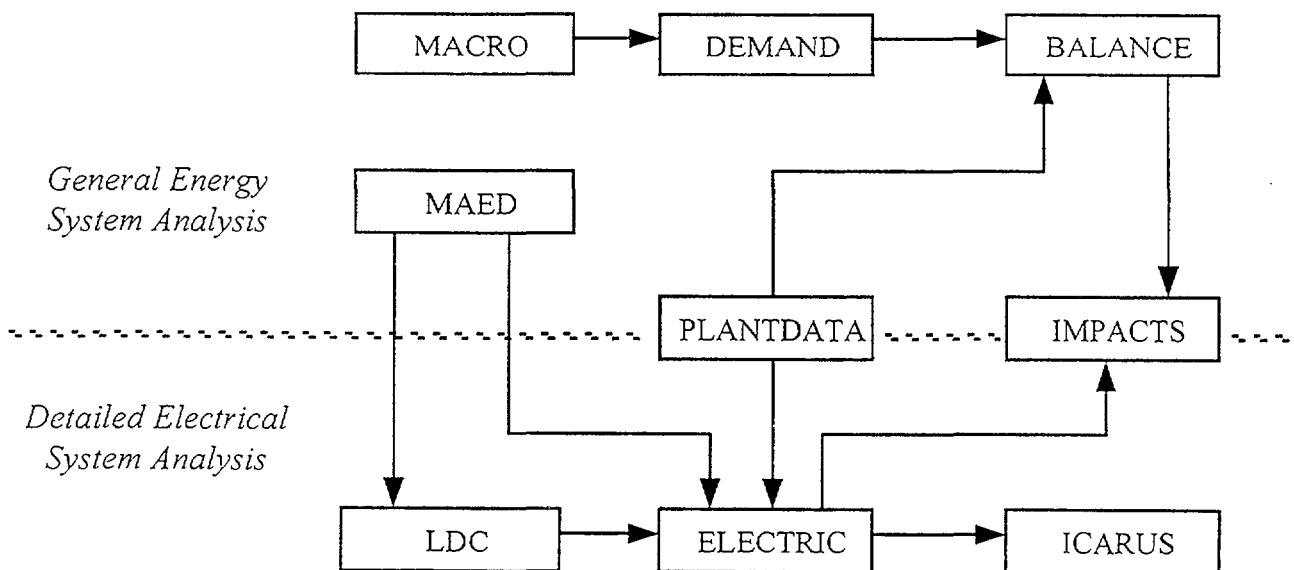 MACRO
DEMAND
BALANCE
General Energy
System Analysis
MAED
PLANTDATA
IMPACTS
Detailed Electrical
System Analysis
LDC
ELECTRIC
ICARUS